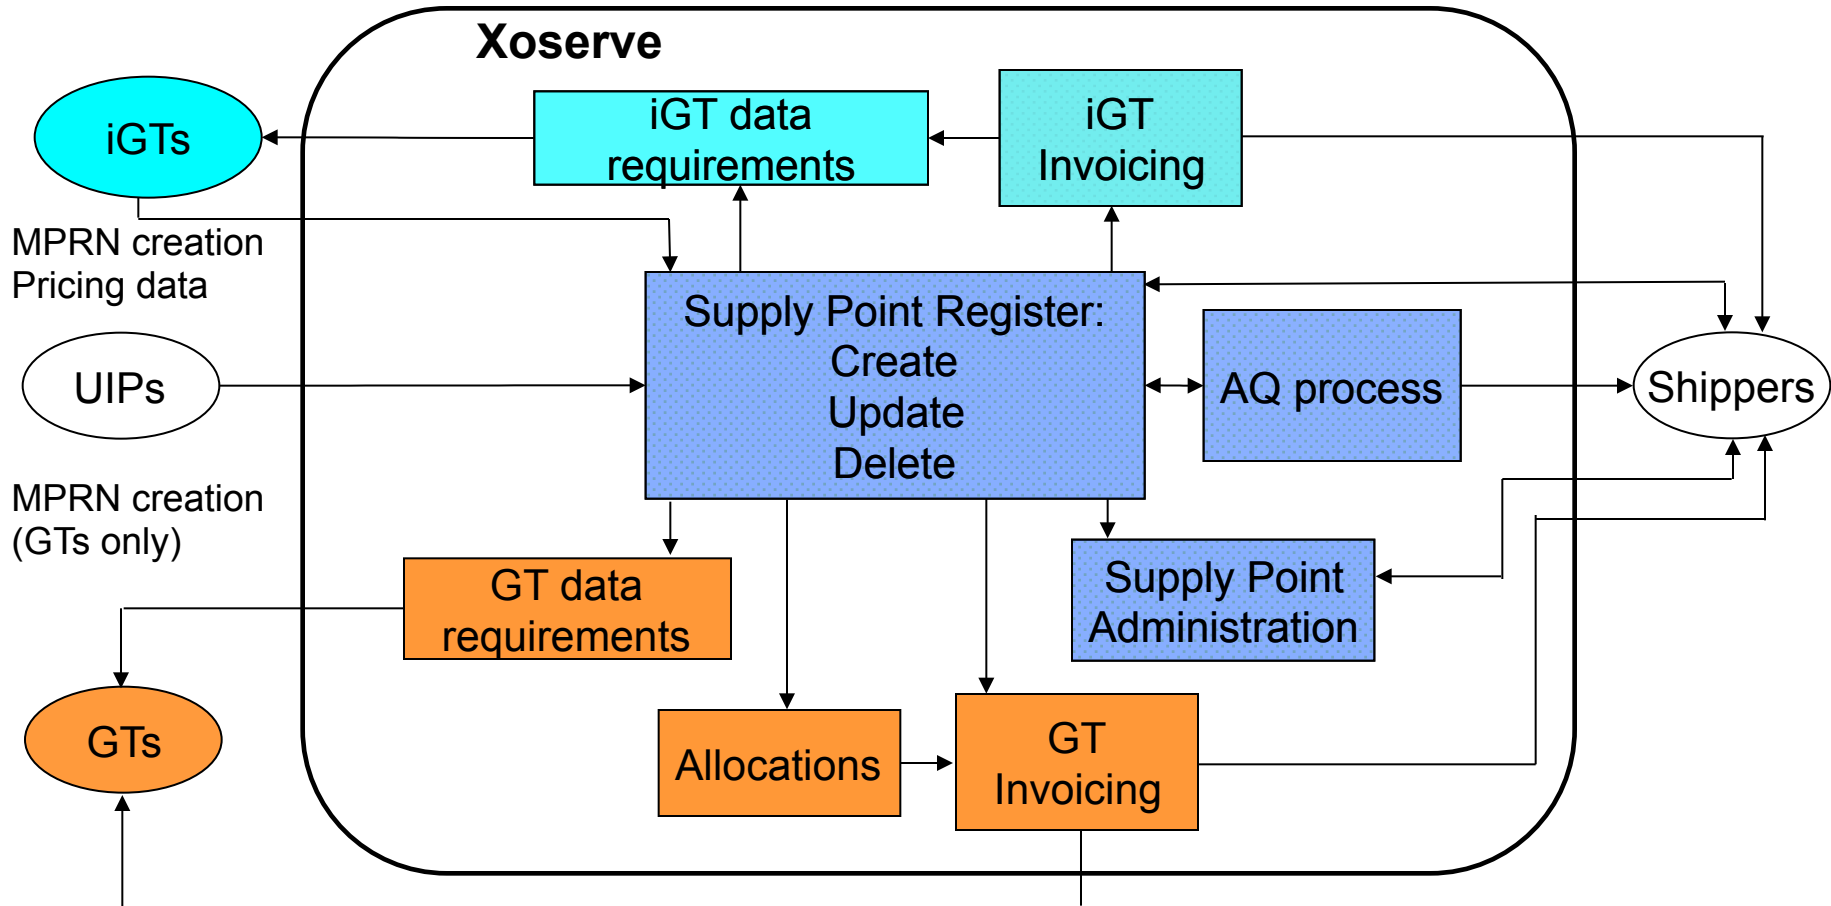 Xoserve
iGTs
iGT data
requirements
iGT
Invoicing
MPRN creation
Pricing data
Supply Point Register:
Create
Update
Delete
UIPs
AQ process
Shippers
MPRN creation
(GTs only)
GT data
requirements
Supply Point
Administration
GTs
Allocations
GT
Invoicing